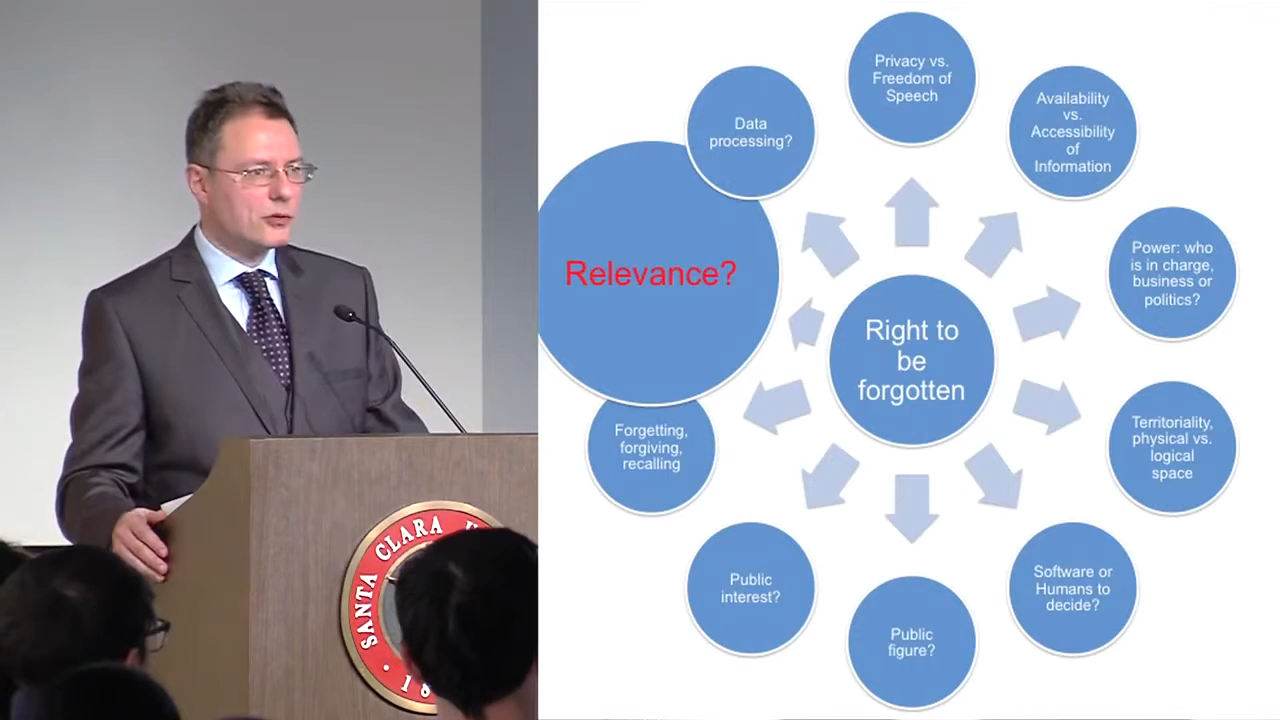 Privacy vs.
Freedom of
Speech
Availability
vs.
Accessibility
of
Information
Power: who
is in charge,
business or
politics?
Territoriality,
physical vs.
logical
space
Software or
Humans to
decide?
Public
figure?
Public
interest?
Forgetting,
forgiving,
recalling
Relevance?
Data
processing?
Right to
be
forgotten
SANTA CLARA